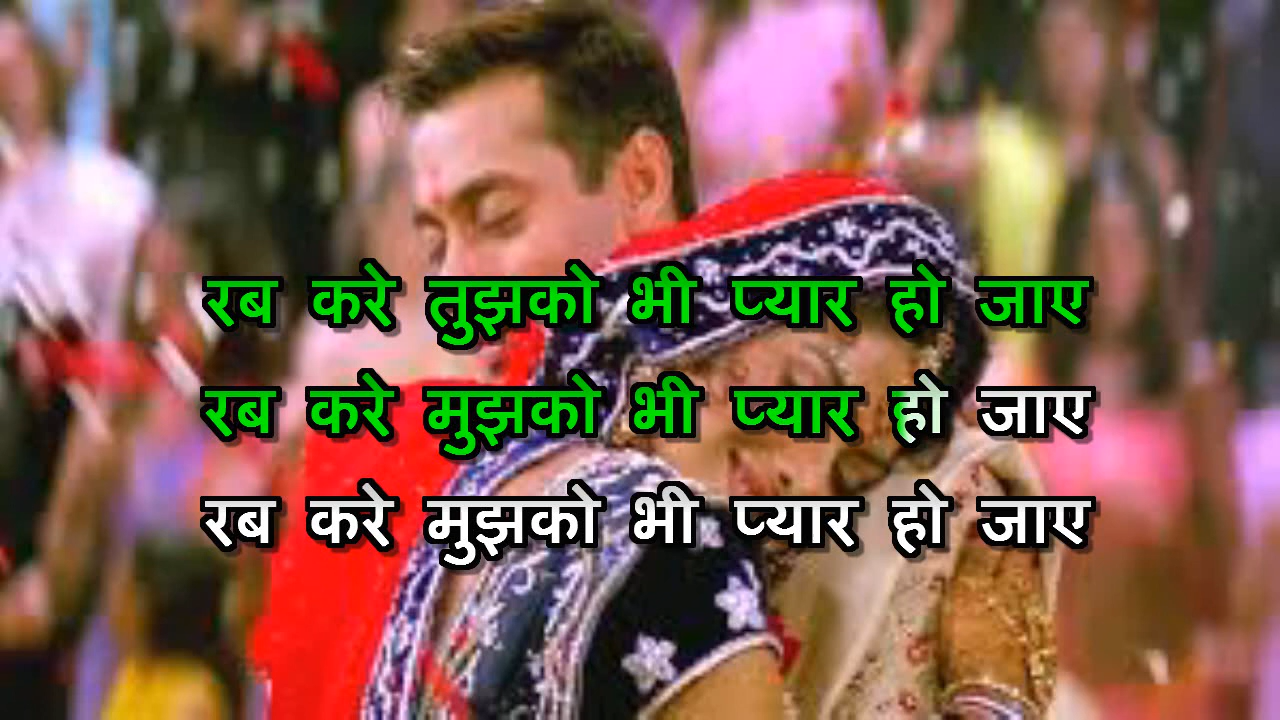 रब करे तुझको भी प्यार हो जाए
रब करे मुझको भी प्यार हो जाए
रब करे मुझको भी प्यार हो जाए